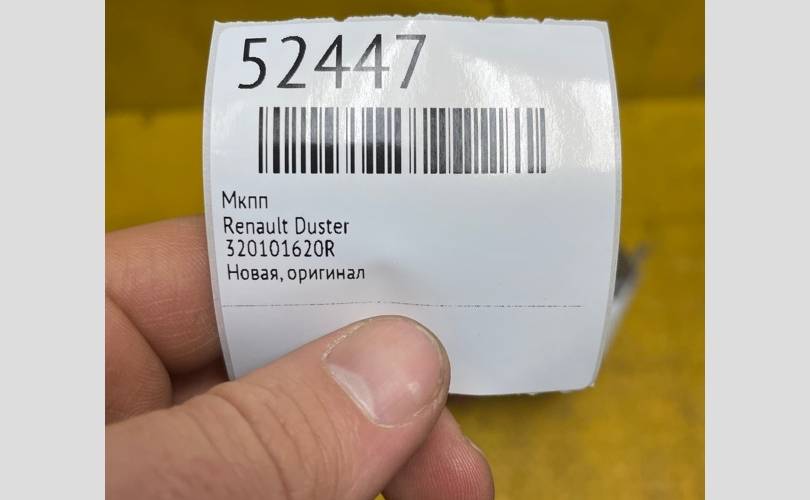 52447
Мкпп
Renault Duster
320101620R
Новая, оригинал